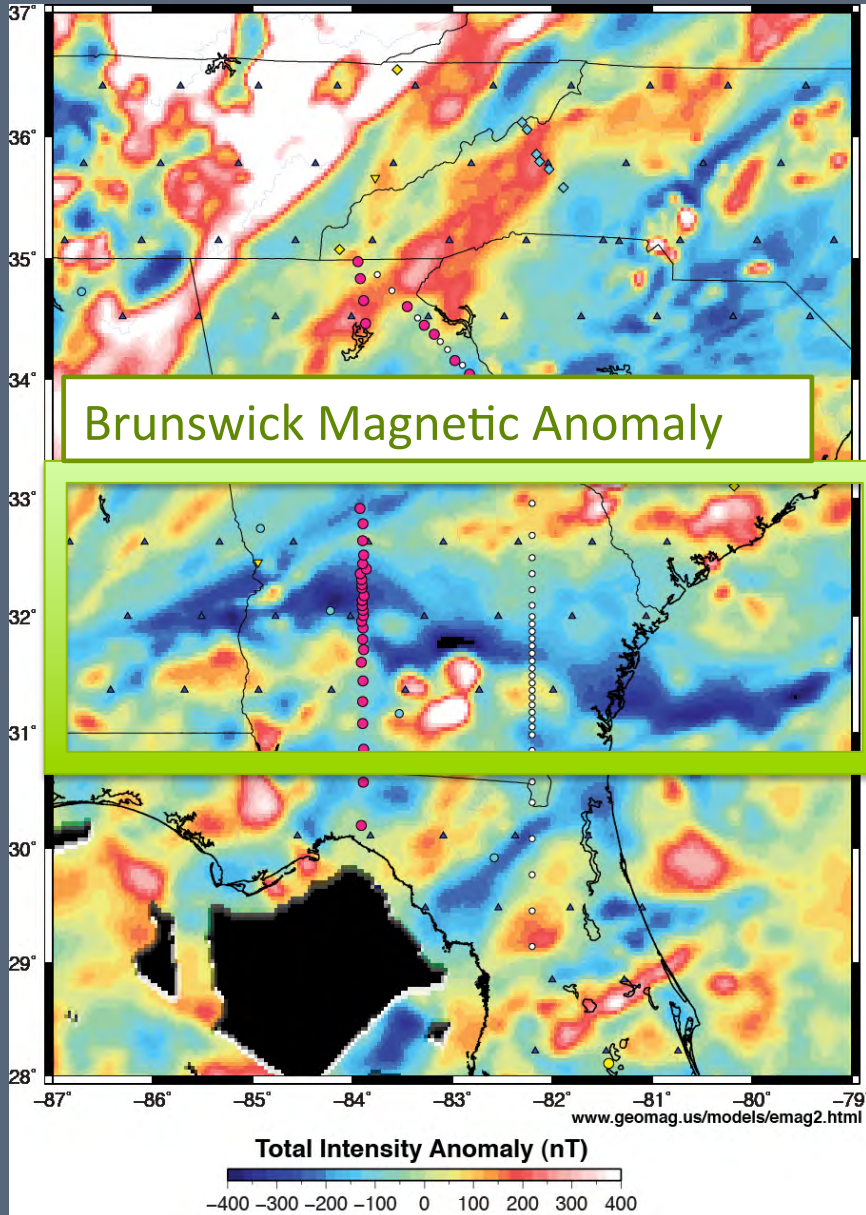 37°
36°
35°
34°
Brunswick Magnetic Anomaly
33°
32°
31°
30°
29°
28°
−87° −86° −85° −84° −83° −82° −81° −80° −79
www.geomag.us/models/emag2.html
Total Intensity Anomaly (nT)
−400 −300 −200 −100 0 100 200 300 400